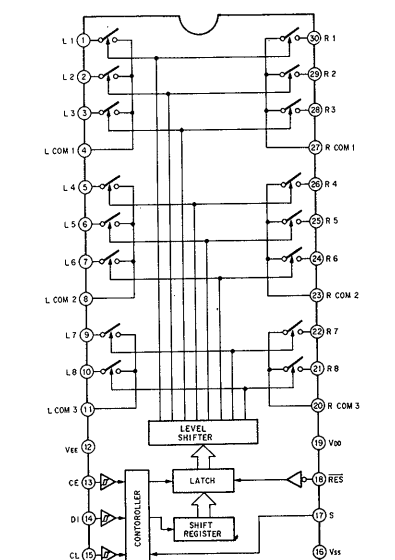 L 1 1 30 R 1
L 2 2 29 R 2
L 3 3 28 R 3
L COM 1 4 27 R COM 1
L 4 5 26 R 4
L 5 6 25 R 5
L 6 7 24 R 6
L COM 2 8 23 R COM 2
L 7 9 22 R 7
L 8 10 21 R 8
L COM 3 11 20 R COM 3
LEVEL
SHIFTER
VEE 12 19 VDD
CE 13 LATCH 18 RES
DI 14 CONTOROLLER 17 S
SHIFT
REGISTER
CL 15 16 VSS